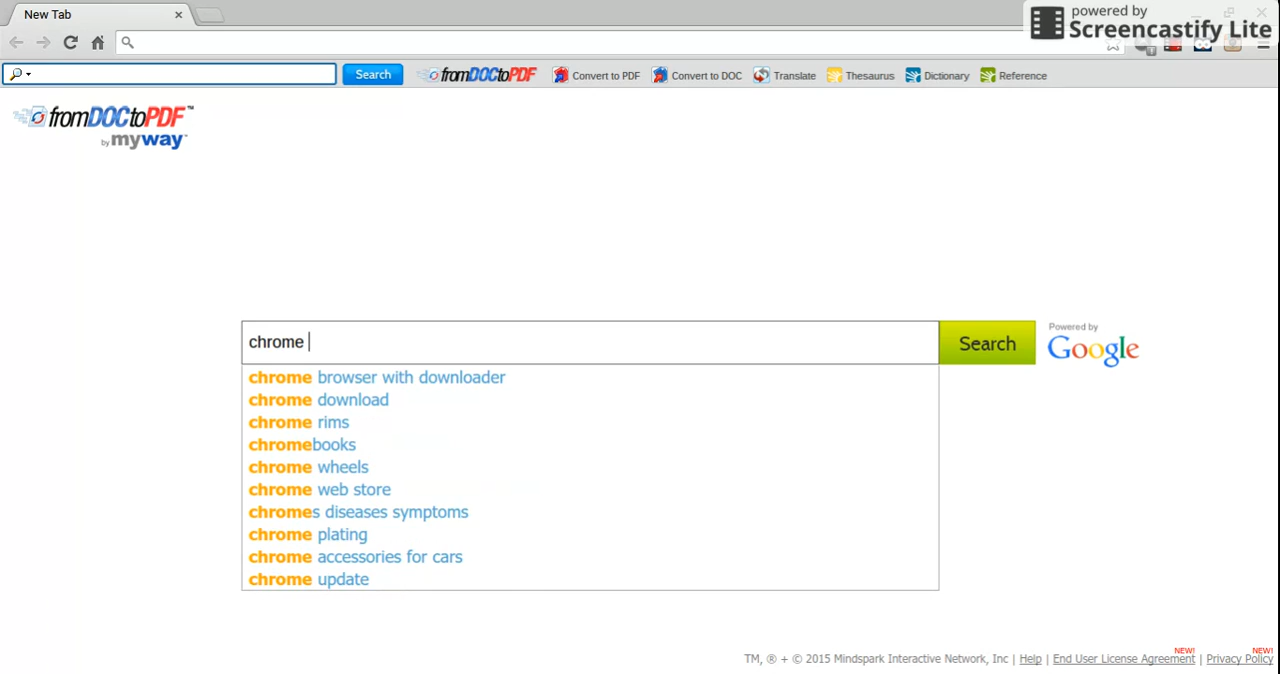 New Tab
powered by
Screencastify Lite
Search fromDOCtoPDF Convert to PDF Convert to DOC Translate Thesaurus Dictionary Reference
fromDOCtoPDF™
by myway™
chrome
Search
Powered by
Google
chrome browser with downloader
chrome download
chrome rims
chromebooks
chrome wheels
chrome web store
chromes diseases symptoms
chrome plating
chrome accessories for cars
chrome update
NEW! NEW!
TM, ® + © 2015 Mindspark Interactive Network, Inc | Help | End User License Agreement | Privacy Policy